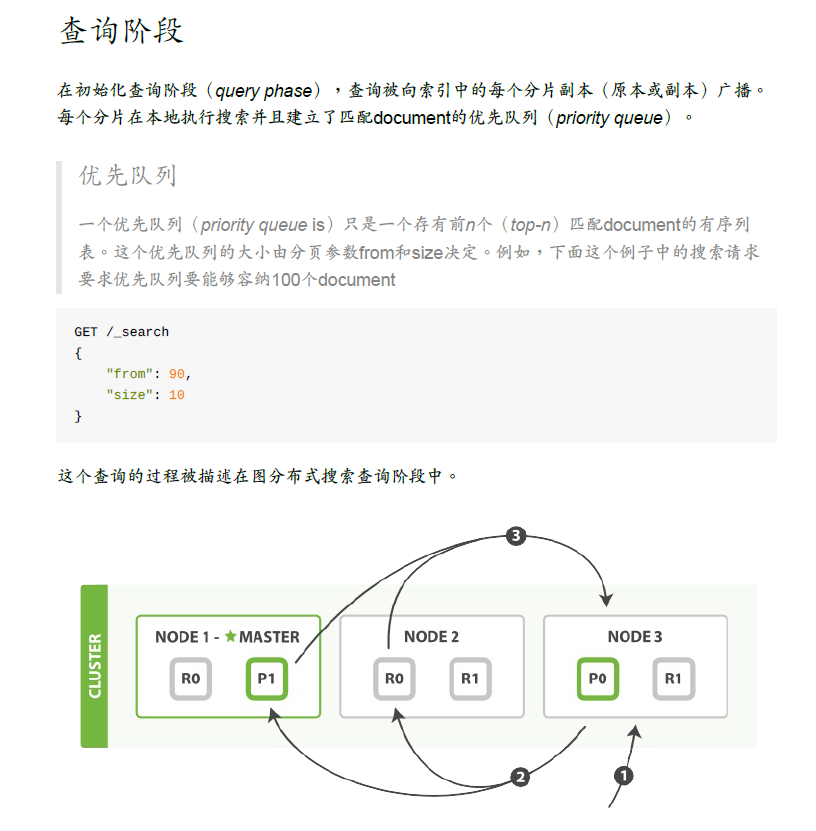 查询阶段
在初始化查询阶段（query phase），查询被向索引中的每个分片副本（原本或副本）广播。
每个分片在本地执行搜索并且建立了匹配document的优先队列（priority queue）。
优先队列
一个优先队列（priority queue is）只是一个存有前n个（top-n）匹配document的有序列
表。这个优先队列的大小由分页参数from和size决定。例如，下面这个例子中的搜索请求
要求优先队列要能够容纳100个document
GET /_search
{
    "from": 90,
    "size": 10
}
这个查询的过程被描述在图分布式搜索查询阶段中。
3
CLUSTER
NODE 1 - ★ MASTER
R0 P1
NODE 2
R0 R1
NODE 3
P0 R1
2
1